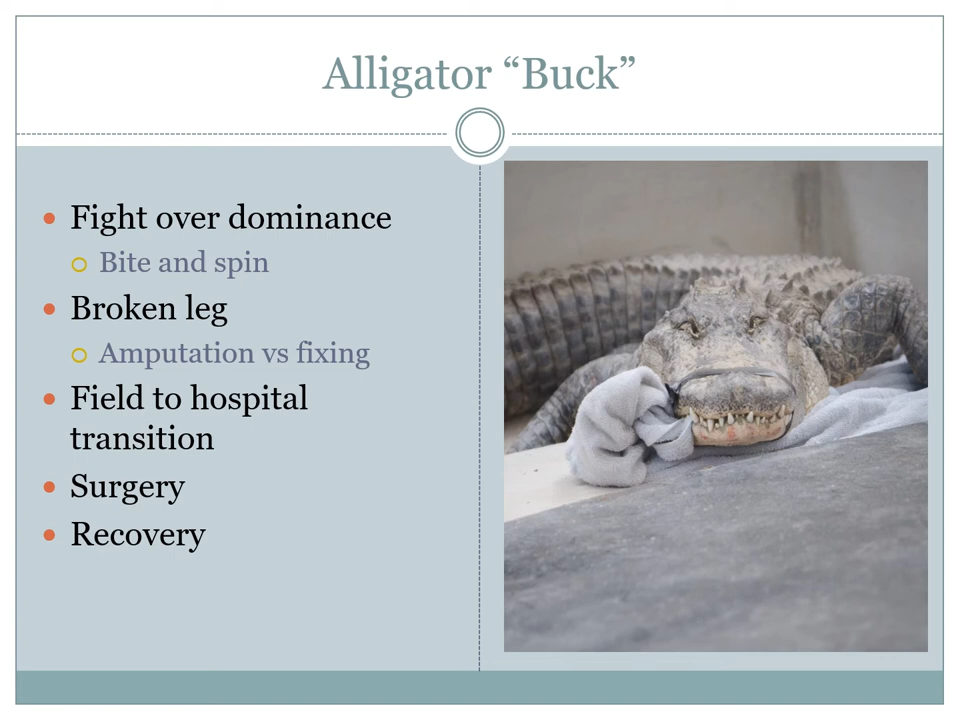 Alligator “Buck”
Fight over dominance
Bite and spin
Broken leg
Amputation vs fixing
Field to hospital
transition
Surgery
Recovery